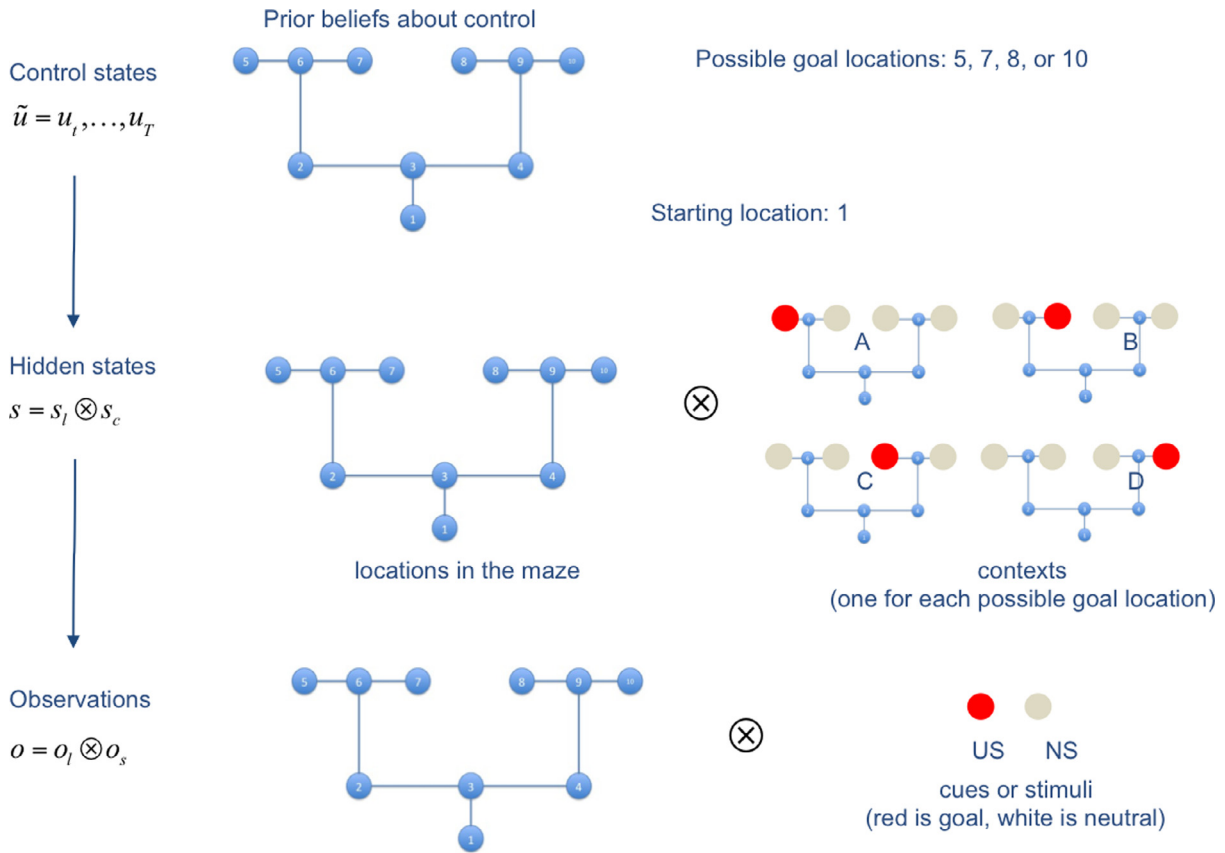 Prior beliefs about control
Control states
ũ = u_t,…,u_T
5 6 7 8 9 10
2 3 4
1
Possible goal locations: 5, 7, 8, or 10
Starting location: 1
Hidden states
s = s_l ⊗ s_c
5 6 7 8 9 10
2 3 4
1
locations in the maze
⊗
A
B
C
D
contexts
(one for each possible goal location)
Observations
o = o_l ⊗ o_s
5 6 7 8 9 10
2 3 4
1
⊗
US NS
cues or stimuli
(red is goal, white is neutral)